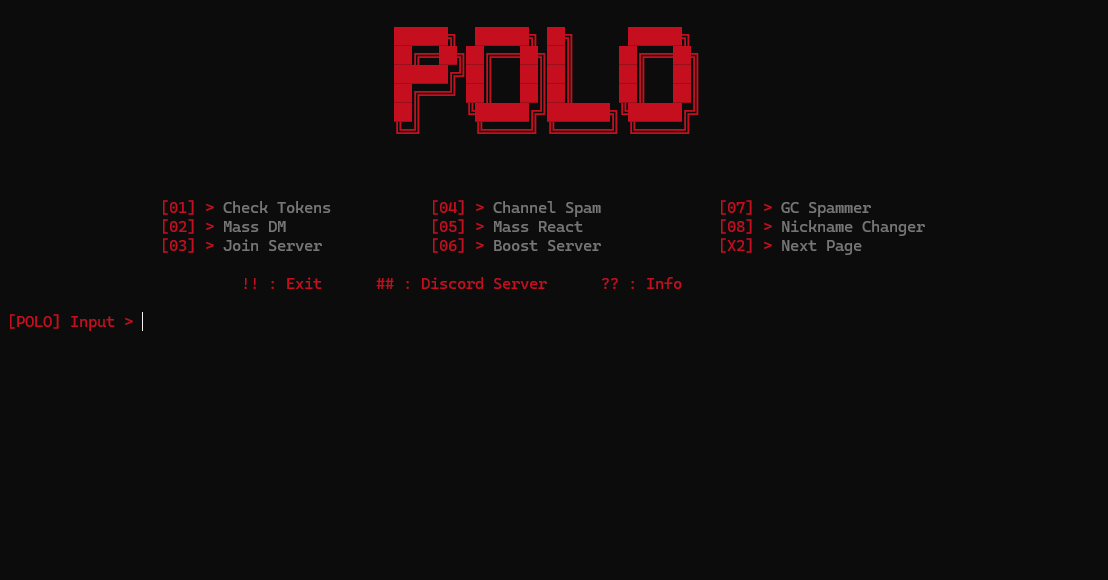 POLO
[01] > Check Tokens [04] > Channel Spam [07] > GC Spammer
[02] > Mass DM [05] > Mass React [08] > Nickname Changer
[03] > Join Server [06] > Boost Server [X2] > Next Page
!! : Exit ## : Discord Server ?? : Info
[POLO] Input >